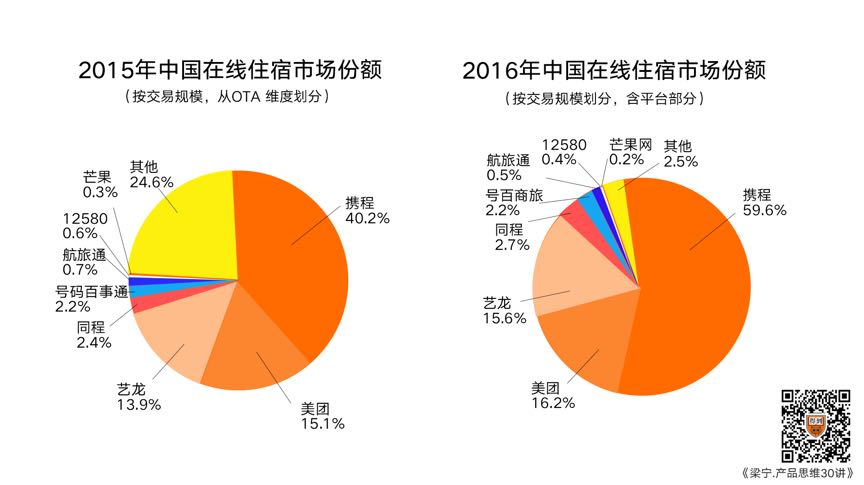 2015年中国在线住宿市场份额
（按交易规模，从OTA 维度划分）
其他
24.6%
芒果
0.3%
12580
0.6%
航旅通
0.7%
号码百事通
2.2%
同程
2.4%
艺龙
13.9%
美团
15.1%
携程
40.2%
2016年中国在线住宿市场份额
（按交易规模划分，含平台部分）
12580
0.4%
芒果网
0.2%
其他
2.5%
航旅通
0.5%
号百商旅
2.2%
同程
2.7%
艺龙
15.6%
美团
16.2%
携程
59.6%
得到
《梁宁.产品思维30讲》